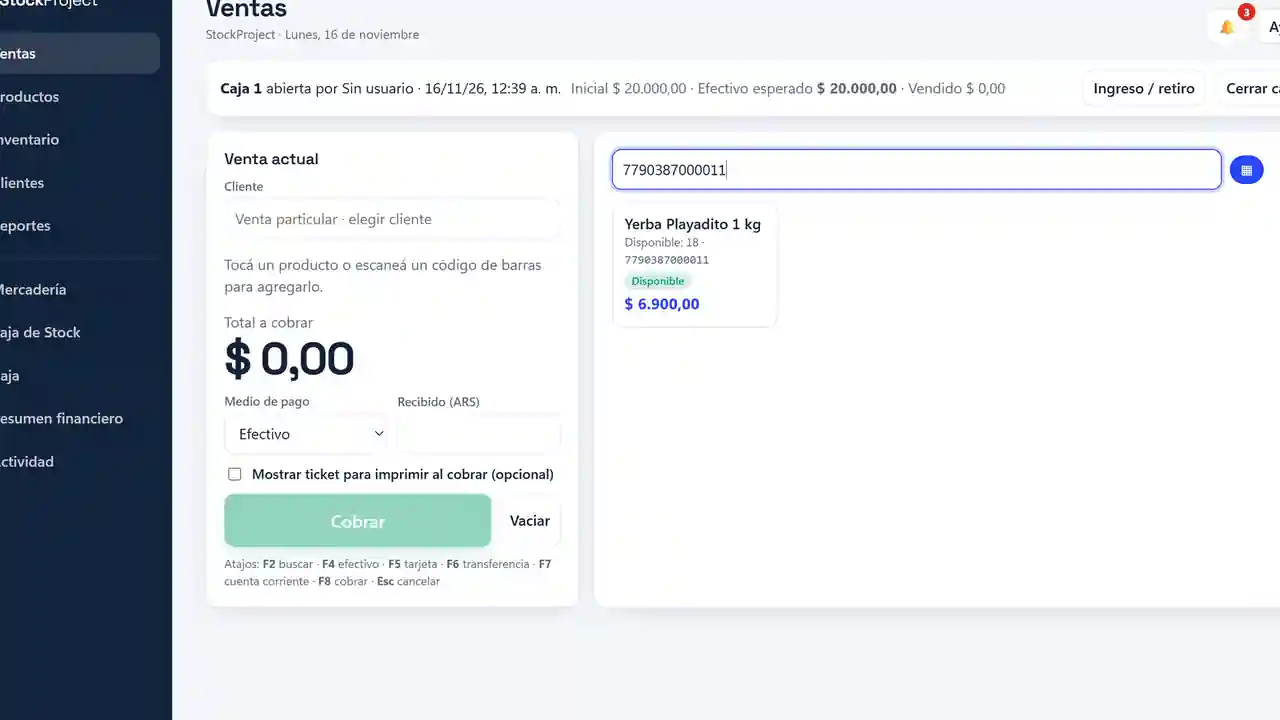 StockProject
Ventas
StockProject · Lunes, 16 de noviembre
3
entas
roductos
nventario
lientes
eportes
Mercadería
aja de Stock
aja
esumen financiero
ctividad
Caja 1 abierta por Sin usuario · 16/11/26, 12:39 a. m. Inicial $ 20.000,00 · Efectivo esperado $ 20.000,00 · Vendido $ 0,00
Ingreso / retiro
Cerrar ca
Venta actual
Cliente
Venta particular · elegir cliente
Tocá un producto o escaneá un código de barras
para agregarlo.
Total a cobrar
$ 0,00
Medio de pago
Recibido (ARS)
Efectivo
Mostrar ticket para imprimir al cobrar (opcional)
Cobrar
Vaciar
Atajos: F2 buscar · F4 efectivo · F5 tarjeta · F6 transferencia · F7
cuenta corriente · F8 cobrar · Esc cancelar
7790387000011
Yerba Playadito 1 kg
Disponible: 18 ·
7790387000011
Disponible
$ 6.900,00